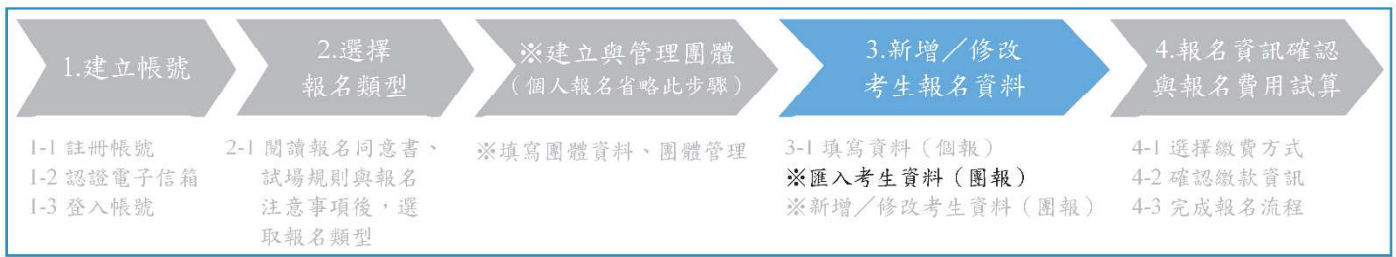 1.建立帳號
2.選擇
報名類型
※建立與管理團體
(個人報名省略此步驟)
3.新增／修改
考生報名資料
4.報名資訊確認
與報名費用試算
1-1 註冊帳號
1-2 認證電子信箱
1-3 登入帳號
2-1 閱讀報名同意書、
試場規則與報名
注意事項後，選
取報名類型
※填寫團體資料、團體管理
3-1 填寫資料（個報）
※匯入考生資料（團報）
※新增／修改考生資料（團報）
4-1 選擇繳費方式
4-2 確認繳款資訊
4-3 完成報名流程